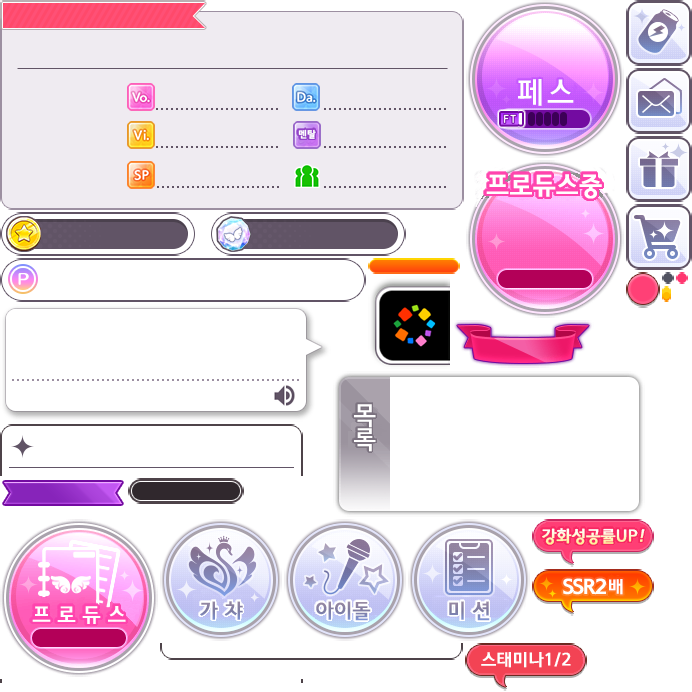 Vo.
Da.
Vi.
멘탈
SP
페스
FT
프로듀스중
P
목록
프로듀스
가챠
아이돌
미션
강화성공률UP!
SSR2배
스태미나1/2